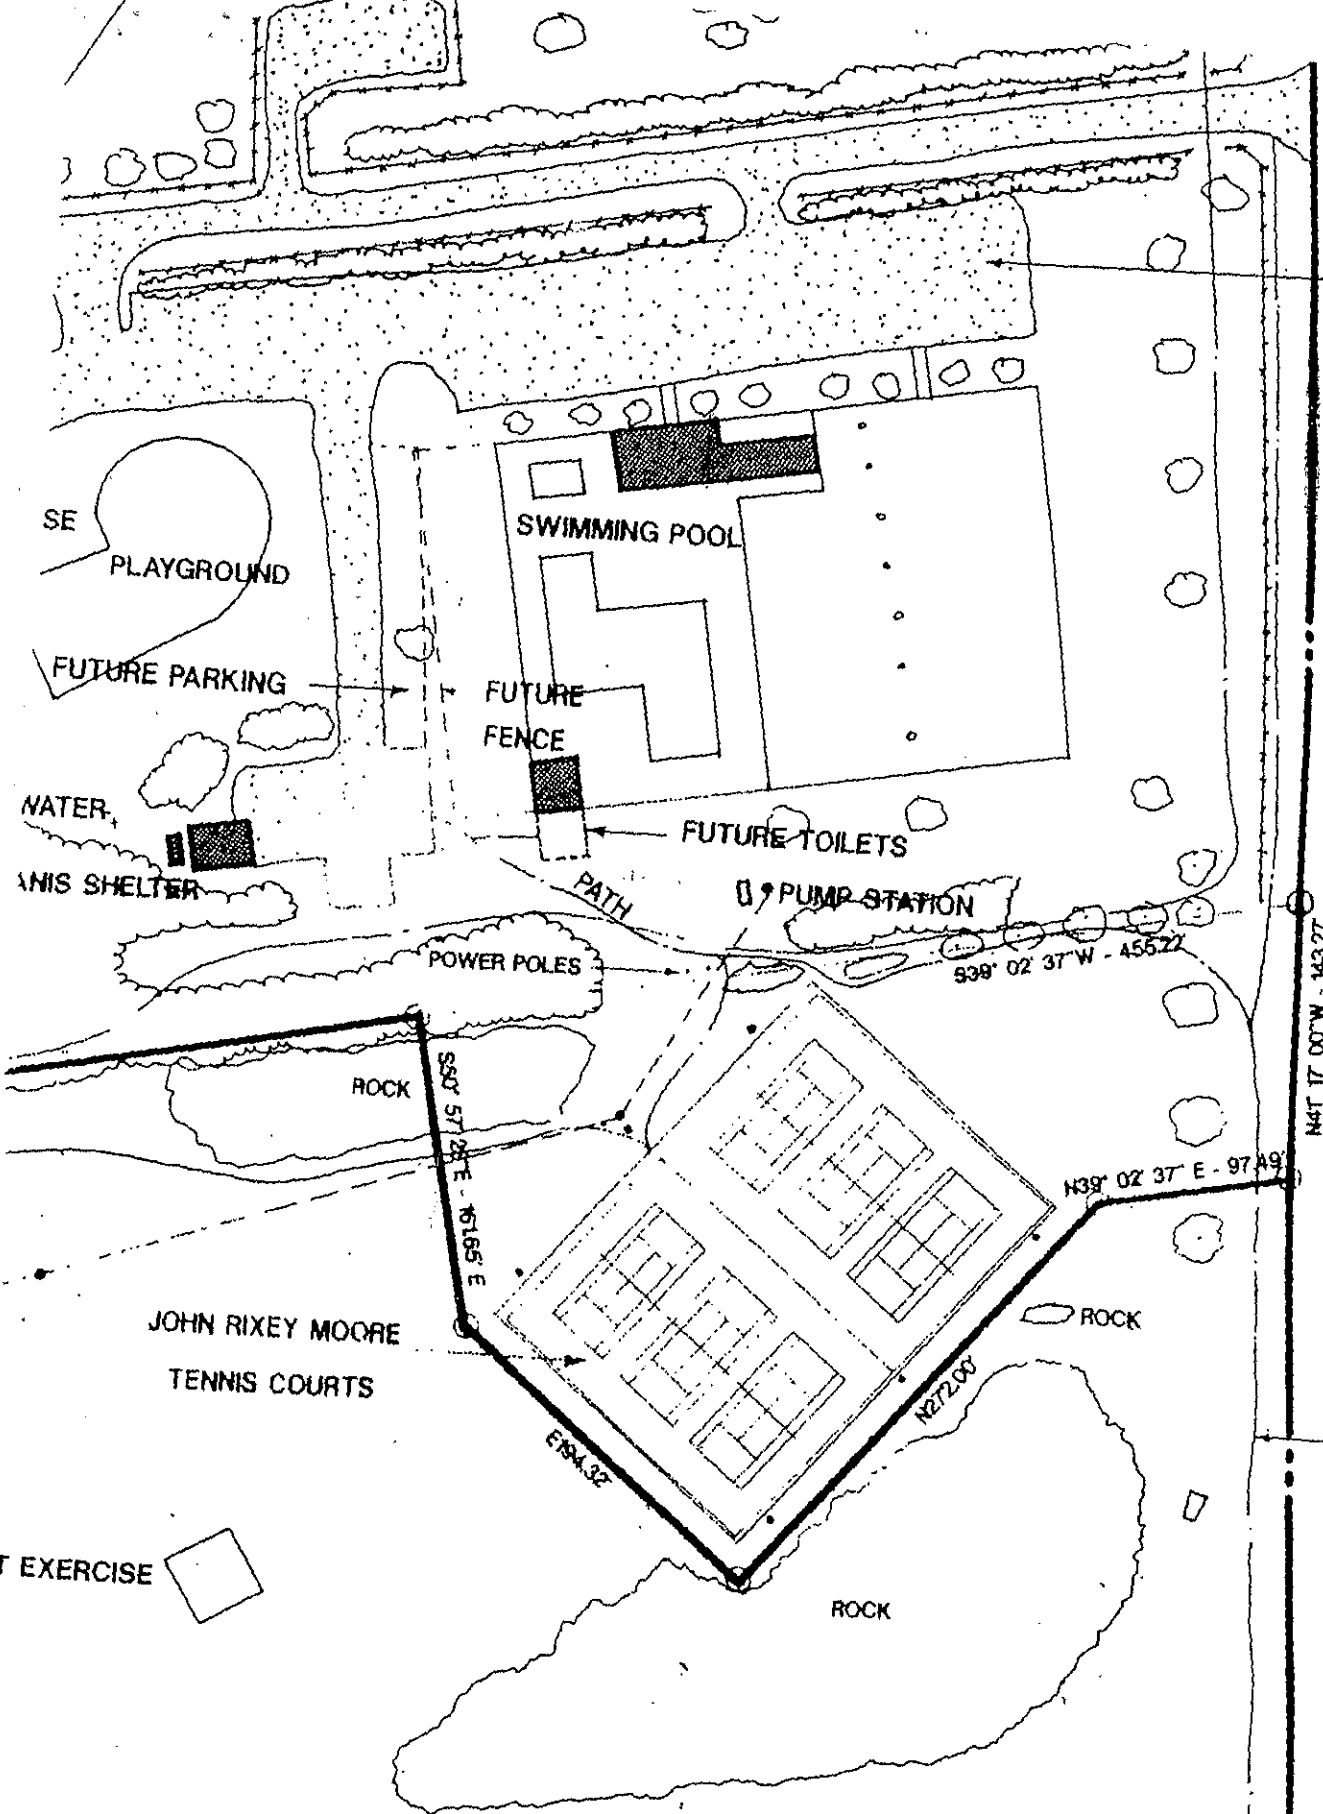 SWIMMING POOL
SE
PLAYGROUND
FUTURE PARKING
FUTURE
FENCE
WATER
FUTURE TOILETS
NIS SHELTER
PATH
PUMP STATION
POWER POLES
S39° 02' 37" W - 455.22'
ROCK
N39° 02' 37" E - 97.49'
ROCK
JOHN RIXEY MOORE
TENNIS COURTS
N272.00'
E194.32'
T EXERCISE
ROCK